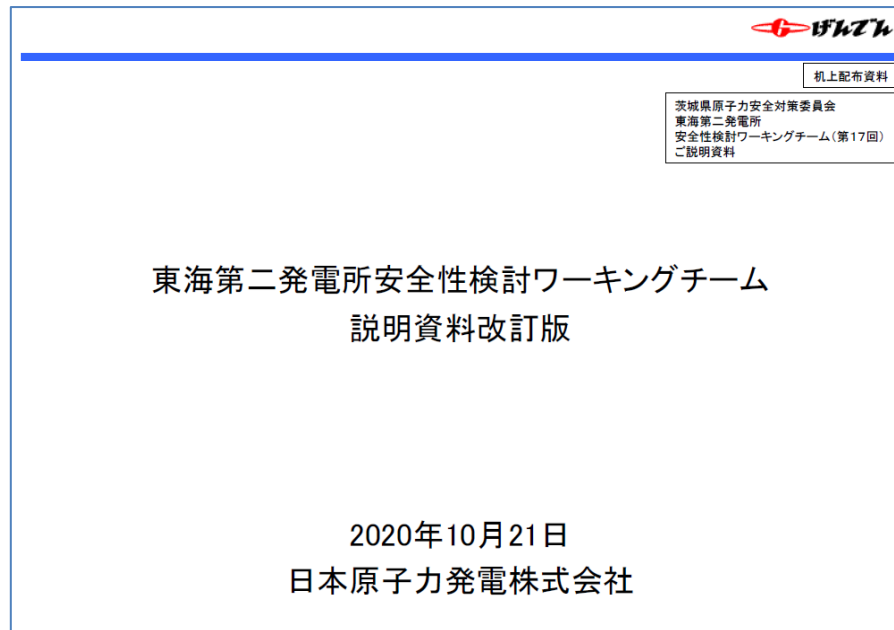 げんでん
机上配布資料
茨城県原子力安全対策委員会
東海第二発電所
安全性検討ワーキングチーム(第17回)
ご説明資料
東海第二発電所安全性検討ワーキングチーム
説明資料改訂版
2020年10月21日
日本原子力発電株式会社